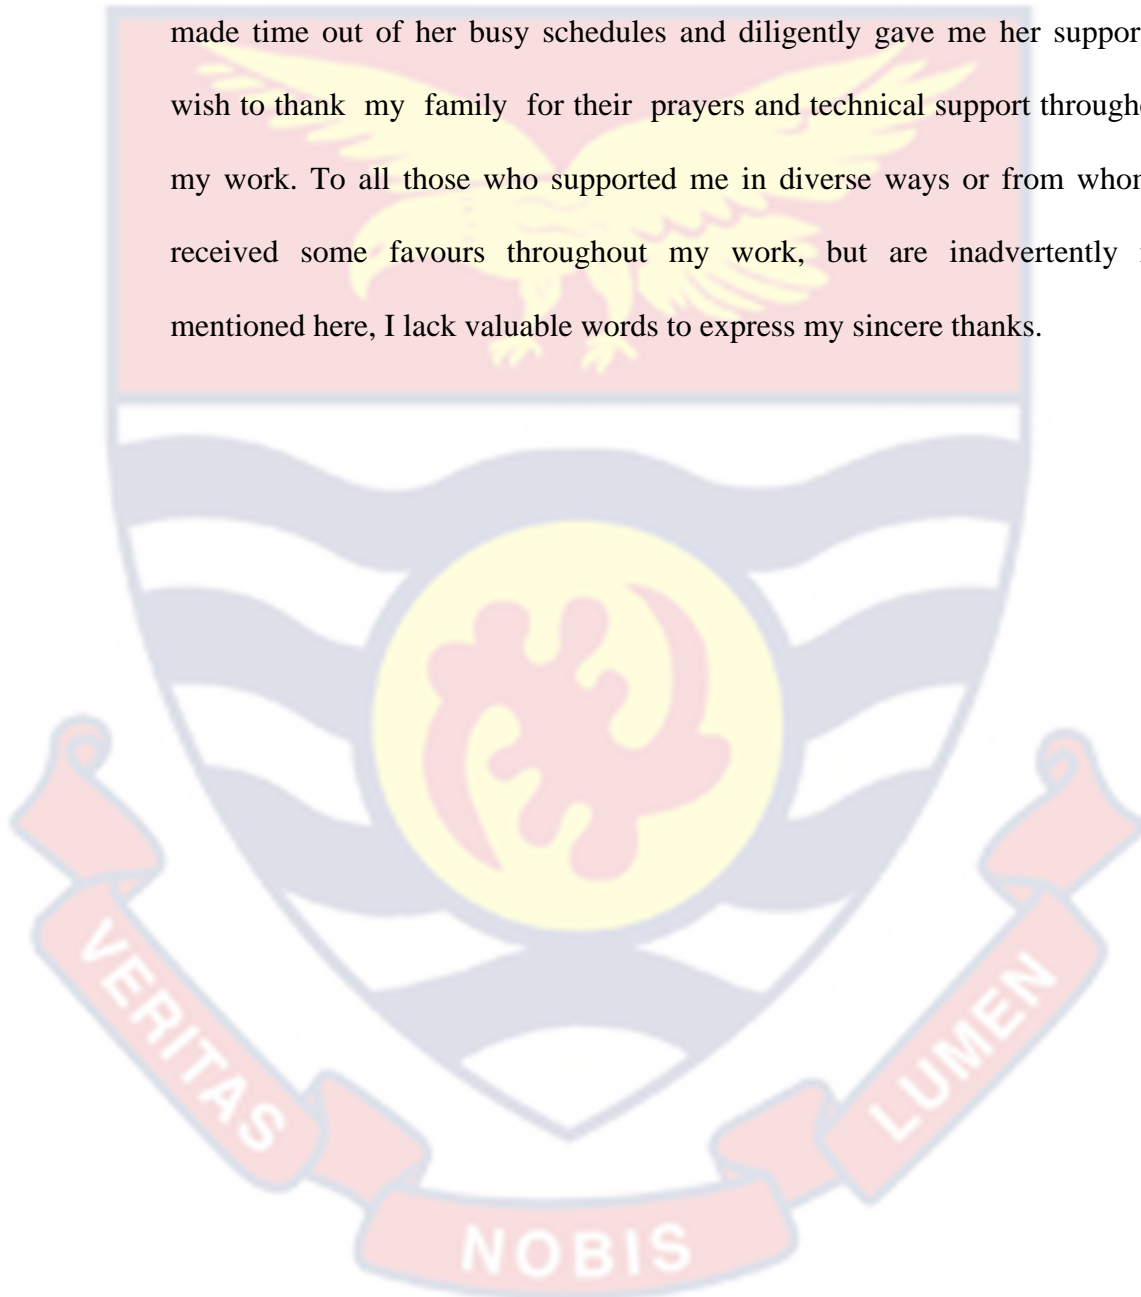 made time out of her busy schedules and diligently gave me her suppor
wish to thank my family for their prayers and technical support through
my work. To all those who supported me in diverse ways or from whom
received some favours throughout my work, but are inadvertently
mentioned here, I lack valuable words to express my sincere thanks.
VERITAS
NOBIS
LUMEN